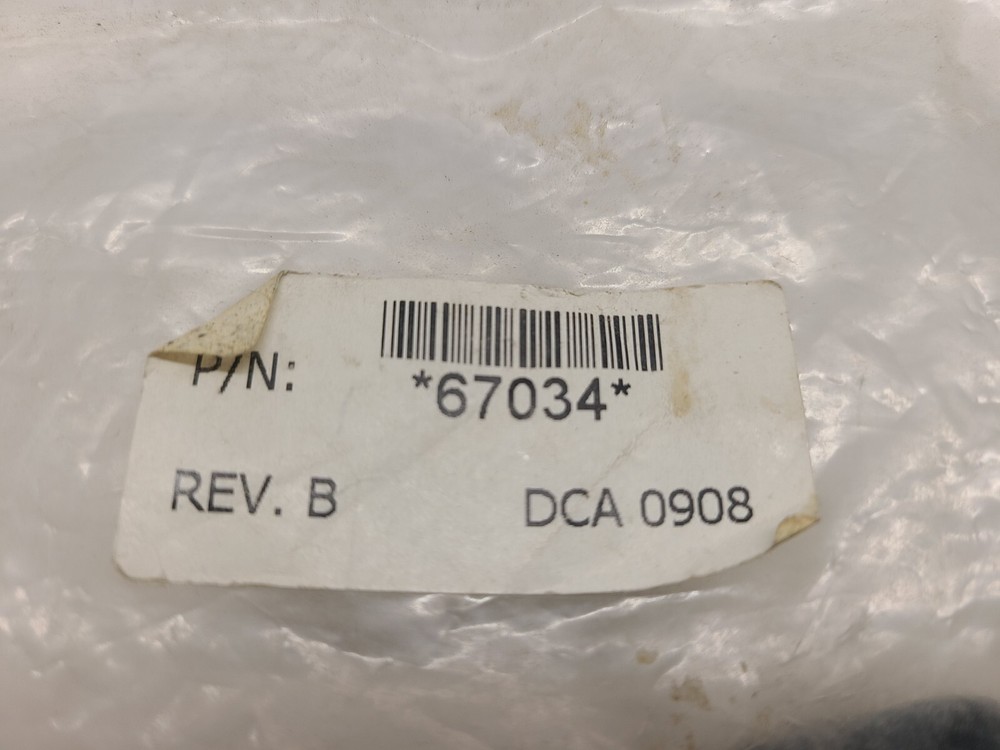 P/N:
*67034*
REV. B
DCA 0908